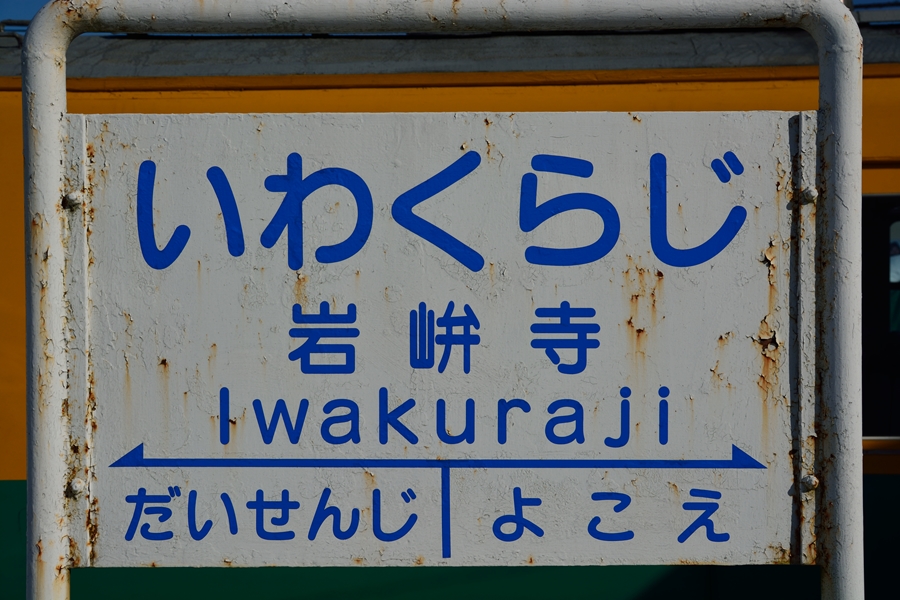 いわくらじ
岩峅寺
Iwakuraji
だいせんじ よこえ